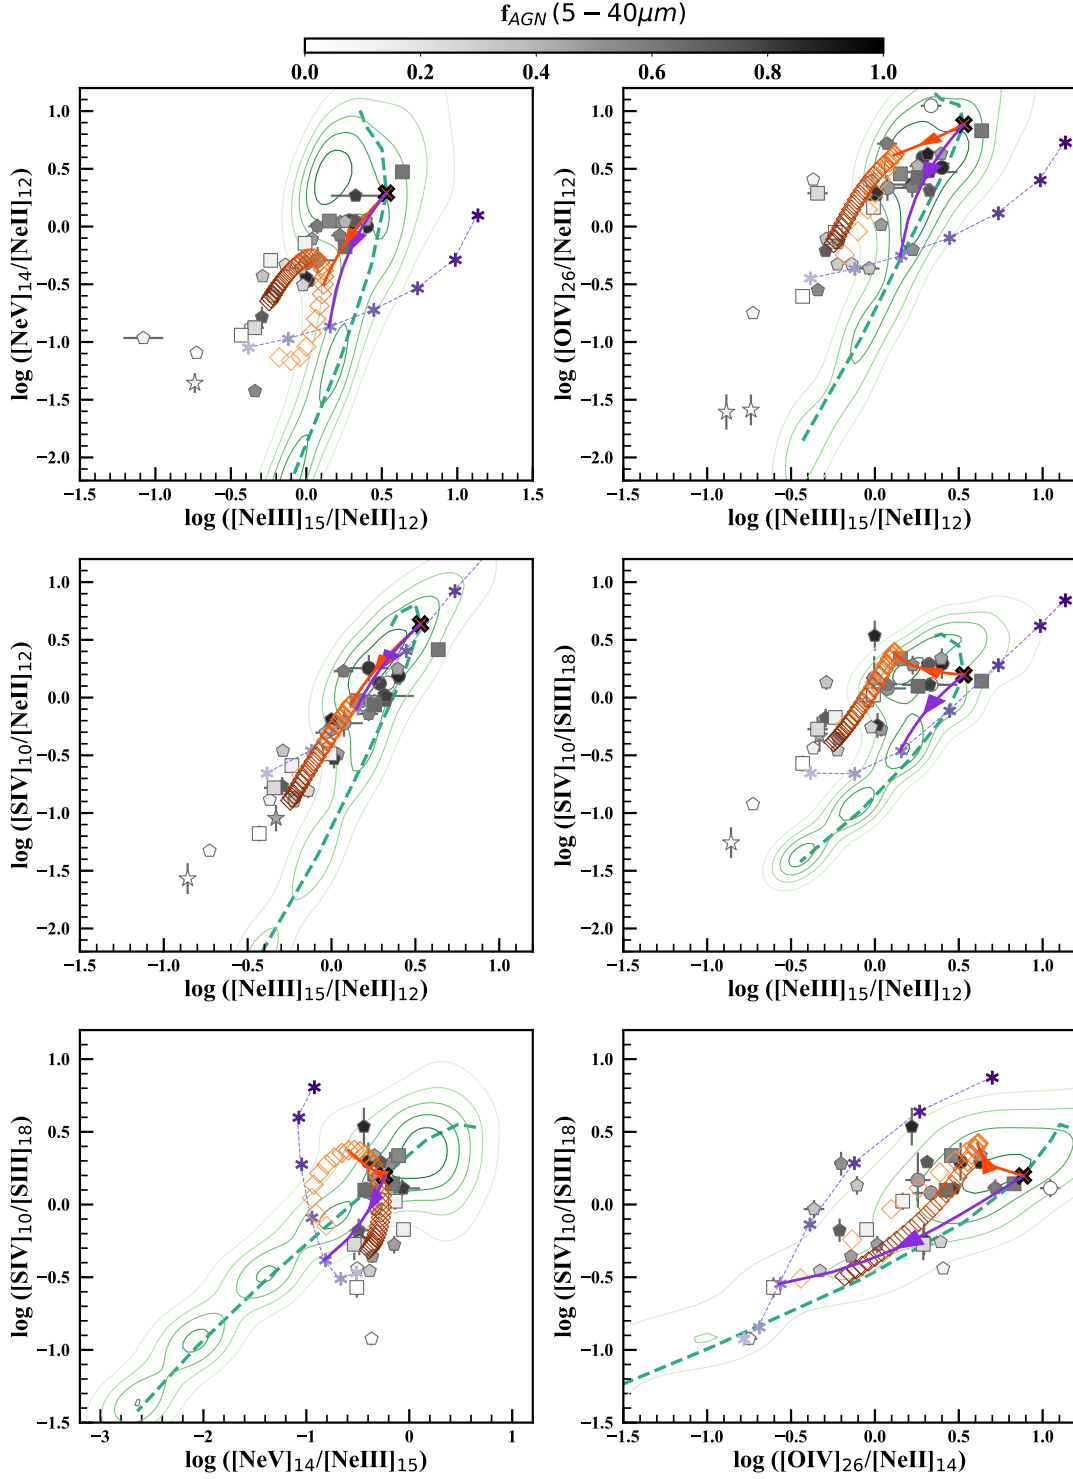 f_AGN (5 − 40μm)
0.0 0.2 0.4 0.6 0.8 1.0
1.0 0.5 0.0 −0.5 −1.0 −1.5 −2.0
log ([NeV]14/[NeII]12)
−1.5 −1.0 −0.5 0.0 0.5 1.0 1.5
log ([NeIII]15/[NeII]12)
1.0 0.5 0.0 −0.5 −1.0 −1.5 −2.0
log ([OIV]26/[NeII]12)
−1.5 −1.0 −0.5 0.0 0.5 1.0
log ([NeIII]15/[NeII]12)
1.0 0.5 0.0 −0.5 −1.0 −1.5 −2.0
log ([SIV]10/[NeII]12)
−1.5 −1.0 −0.5 0.0 0.5 1.0
log ([NeIII]15/[NeII]12)
1.0 0.5 0.0 −0.5 −1.0 −1.5 −2.0
log ([SIV]10/[SIII]18)
−1.5 −1.0 −0.5 0.0 0.5 1.0
log ([NeIII]15/[NeII]12)
1.0 0.5 0.0 −0.5 −1.0 −1.5
log ([SIV]10/[SIII]18)
−3 −2 −1 0 1
log ([NeV]14/[NeIII]15)
1.0 0.5 0.0 −0.5 −1.0 −1.5
log ([SIV]10/[SIII]18)
−1.5 −1.0 −0.5 0.0 0.5 1.0
log ([OIV]26/[NeII]14)